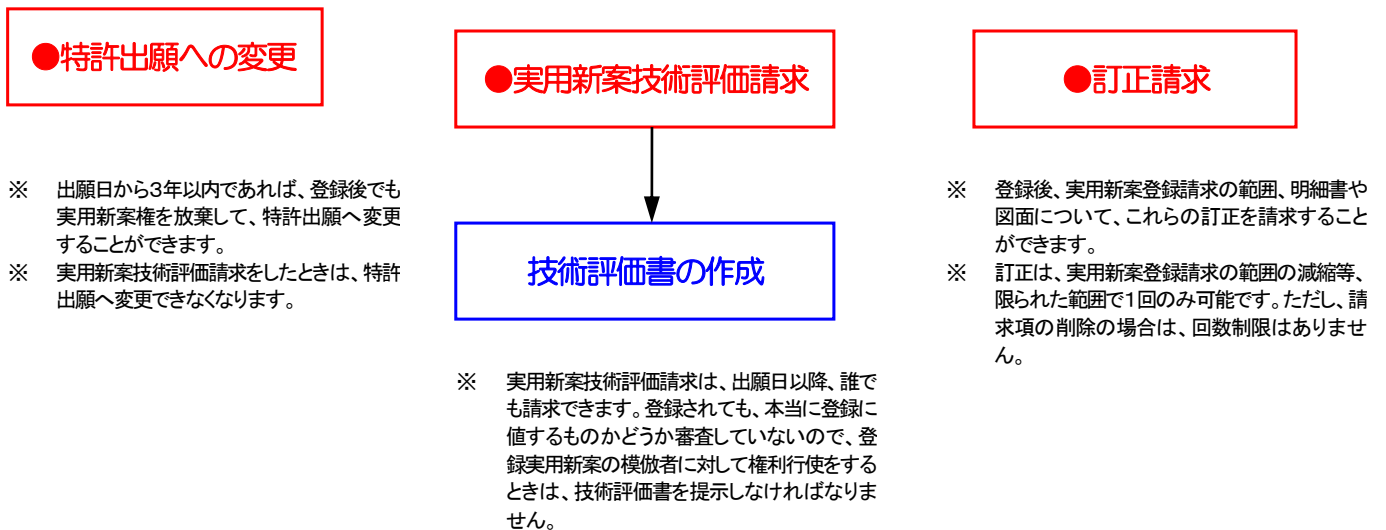 ●特許出願への変更
※ 出願日から3年以内であれば、登録後でも
実用新案権を放棄して、特許出願へ変更
することができます。
※ 実用新案技術評価請求をしたときは、特許
出願へ変更できなくなります。
●実用新案技術評価請求
技術評価書の作成
※ 実用新案技術評価請求は、出願日以降、誰で
も請求できます。登録されても、本当に登録に
値するものかどうか審査していないので、登
録実用新案の模倣者に対して権利行使をする
ときは、技術評価書を提示しなければなりま
せん。
●訂正請求
※ 登録後、実用新案登録請求の範囲、明細書や
図面について、これらの訂正を請求すること
ができます。
※ 訂正は、実用新案登録請求の範囲の減縮等、
限られた範囲で1回のみ可能です。ただし、請
求項の削除の場合は、回数制限はありませ
ん。